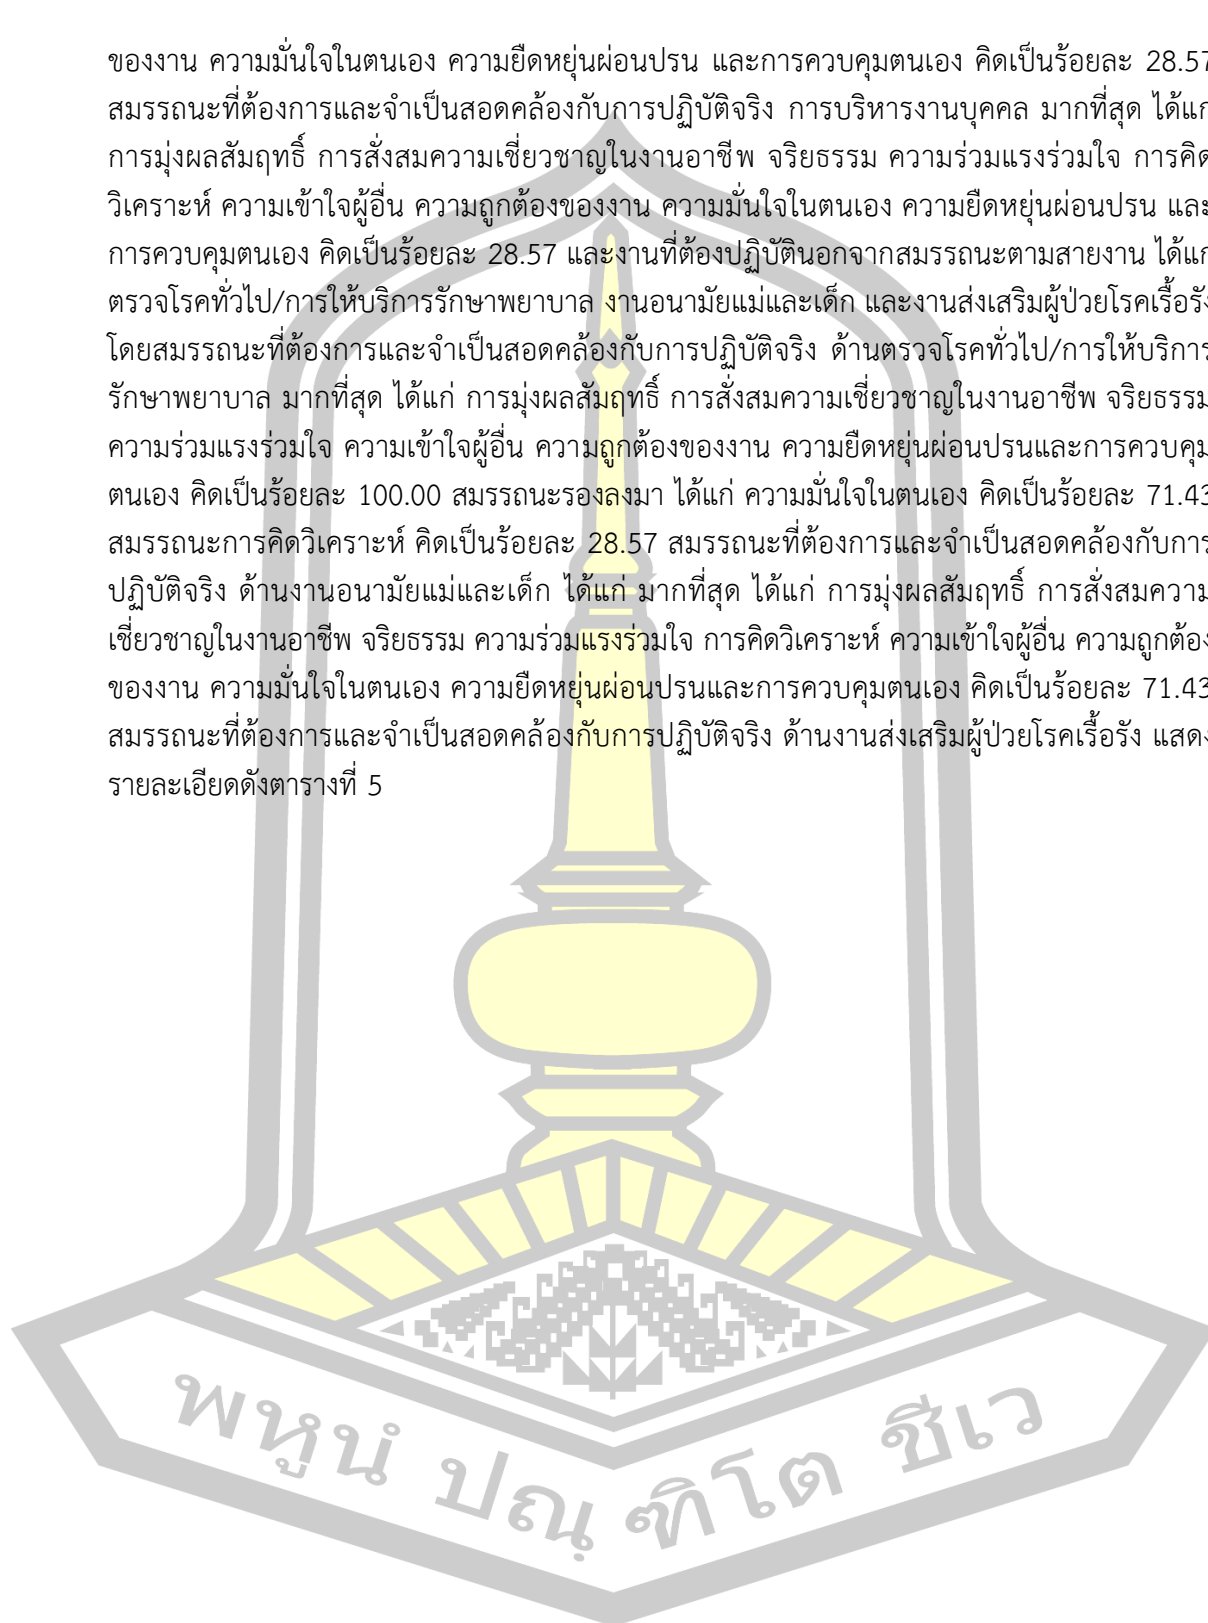 ของงาน ความมั่นใจในตนเอง ความยืดหยุ่นผ่อนปรน และการควบคุมตนเอง คิดเป็นร้อยละ 28.57
สมรรถนะที่ต้องการและจำเป็นสอดคล้องกับการปฏิบัติจริง การบริหารงานบุคคล มากที่สุด ได้แก่
การมุ่งผลสัมฤทธิ์ การสั่งสมความเชี่ยวชาญในงานอาชีพ จริยธรรม ความร่วมแรงร่วมใจ การคิด
วิเคราะห์ ความเข้าใจผู้อื่น ความถูกต้องของงาน ความมั่นใจในตนเอง ความยืดหยุ่นผ่อนปรน และ
การควบคุมตนเอง คิดเป็นร้อยละ 28.57 และงานที่ต้องปฏิบัตินอกจากสมรรถนะตามสายงาน ได้แก่
ตรวจโรคทั่วไป/การให้บริการรักษาพยาบาล งานอนามัยแม่และเด็ก และงานส่งเสริมผู้ป่วยโรคเรื้อรัง
โดยสมรรถนะที่ต้องการและจำเป็นสอดคล้องกับการปฏิบัติจริง ด้านตรวจโรคทั่วไป/การให้บริการ
รักษาพยาบาล มากที่สุด ได้แก่ การมุ่งผลสัมฤทธิ์ การสั่งสมความเชี่ยวชาญในงานอาชีพ จริยธรรม
ความร่วมแรงร่วมใจ ความเข้าใจผู้อื่น ความถูกต้องของงาน ความยืดหยุ่นผ่อนปรนและการควบคุม
ตนเอง คิดเป็นร้อยละ 100.00 สมรรถนะรองลงมา ได้แก่ ความมั่นใจในตนเอง คิดเป็นร้อยละ 71.43
สมรรถนะการคิดวิเคราะห์ คิดเป็นร้อยละ 28.57 สมรรถนะที่ต้องการและจำเป็นสอดคล้องกับการ
ปฏิบัติจริง ด้านงานอนามัยแม่และเด็ก ได้แก่ มากที่สุด ได้แก่ การมุ่งผลสัมฤทธิ์ การสั่งสมความ
เชี่ยวชาญในงานอาชีพ จริยธรรม ความร่วมแรงร่วมใจ การคิดวิเคราะห์ ความเข้าใจผู้อื่น ความถูกต้อง
ของงาน ความมั่นใจในตนเอง ความยืดหยุ่นผ่อนปรนและการควบคุมตนเอง คิดเป็นร้อยละ 71.43
สมรรถนะที่ต้องการและจำเป็นสอดคล้องกับการปฏิบัติจริง ด้านงานส่งเสริมผู้ป่วยโรคเรื้อรัง แสดง
รายละเอียดดังตารางที่ 5
พหูนํ ปณฺฑิโต ชีเว